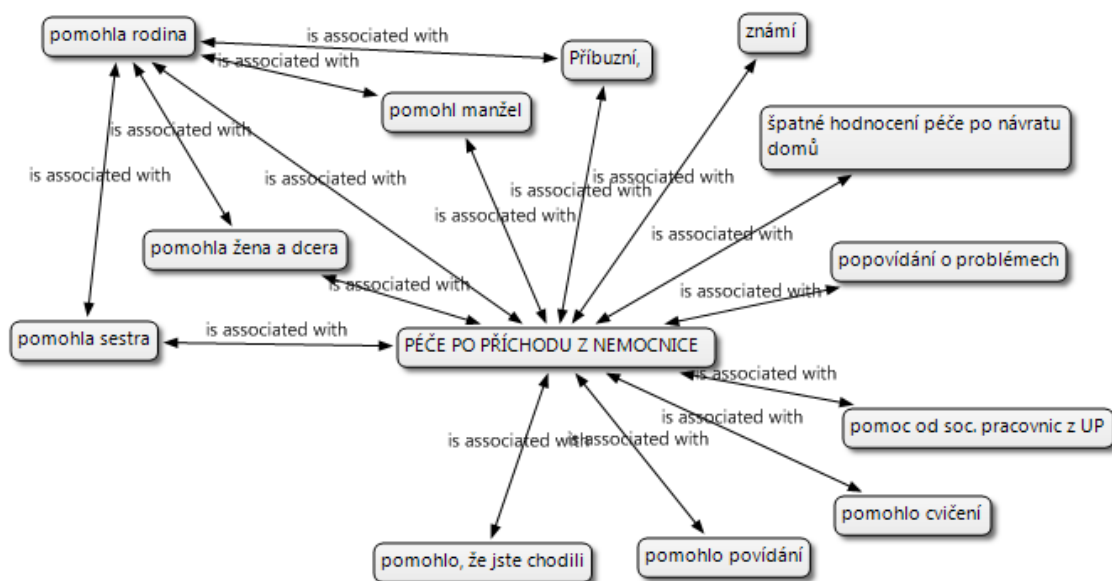 pomohla rodina
is associated with
známí
is associated with
Příbuzní,
pomohl manžel
špatné hodnocení péče po návratu
domů
is associated with
is associated with
is associated with
is associated with
is associated with
is associated with
is associated with
is associated with
pomohla žena a dcera
popovídání o problémech
is associated with
is associated with
pomohla sestra
is associated with
PÉČE PO PŘÍCHODU Z NEMOCNICE
is associated with
is associated with
pomoc od soc. pracovnic z UP
is associated with
is associated with
pomohlo cvičení
pomohlo, že jste chodili
pomohlo povídání